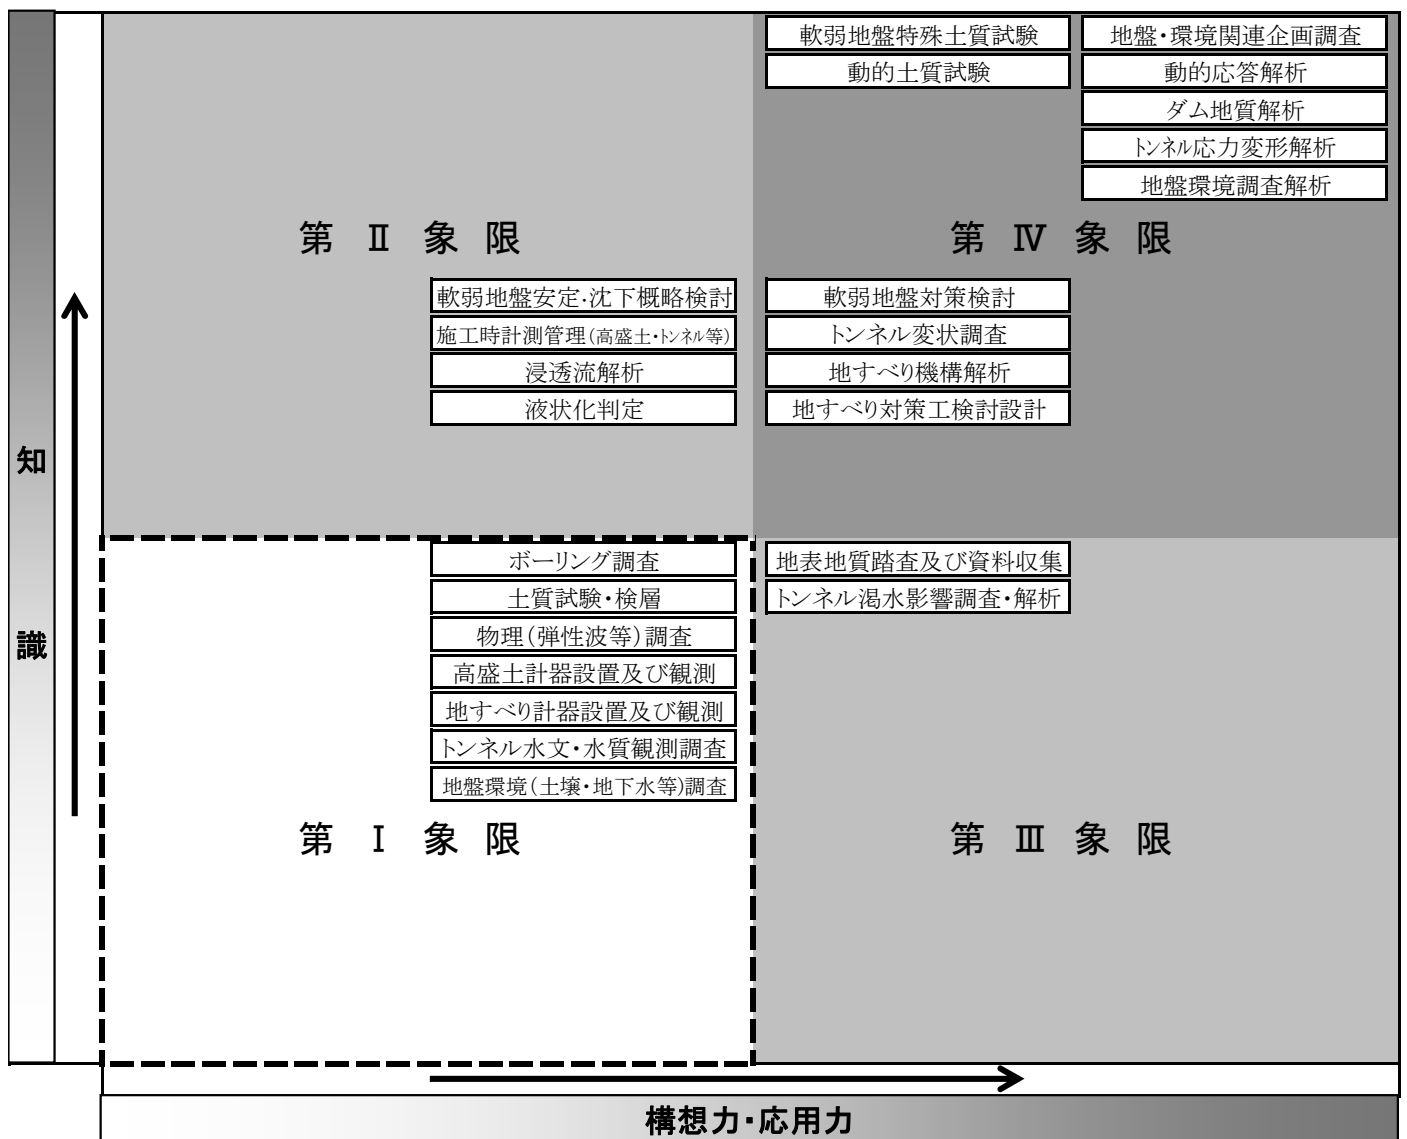 軟弱地盤特殊土質試験
動的土質試験
地盤・環境関連企画調査
動的応答解析
ダム地質解析
トンネル応力変形解析
地盤環境調査解析
第 Ⅱ 象 限
第 Ⅳ 象 限
軟弱地盤安定・沈下概略検討
施工時計測管理(高盛土・トンネル等)
浸透流解析
液状化判定
軟弱地盤対策検討
トンネル変状調査
地すべり機構解析
地すべり対策工検討設計
知
識
ボーリング調査
土質試験・検層
物理(弾性波等)調査
高盛土計器設置及び観測
地すべり計器設置及び観測
トンネル水文・水質観測調査
地盤環境(土壌・地下水等)調査
地表地質踏査及び資料収集
トンネル渇水影響調査・解析
第 Ⅰ 象 限
第 Ⅲ 象 限
構想力・応用力